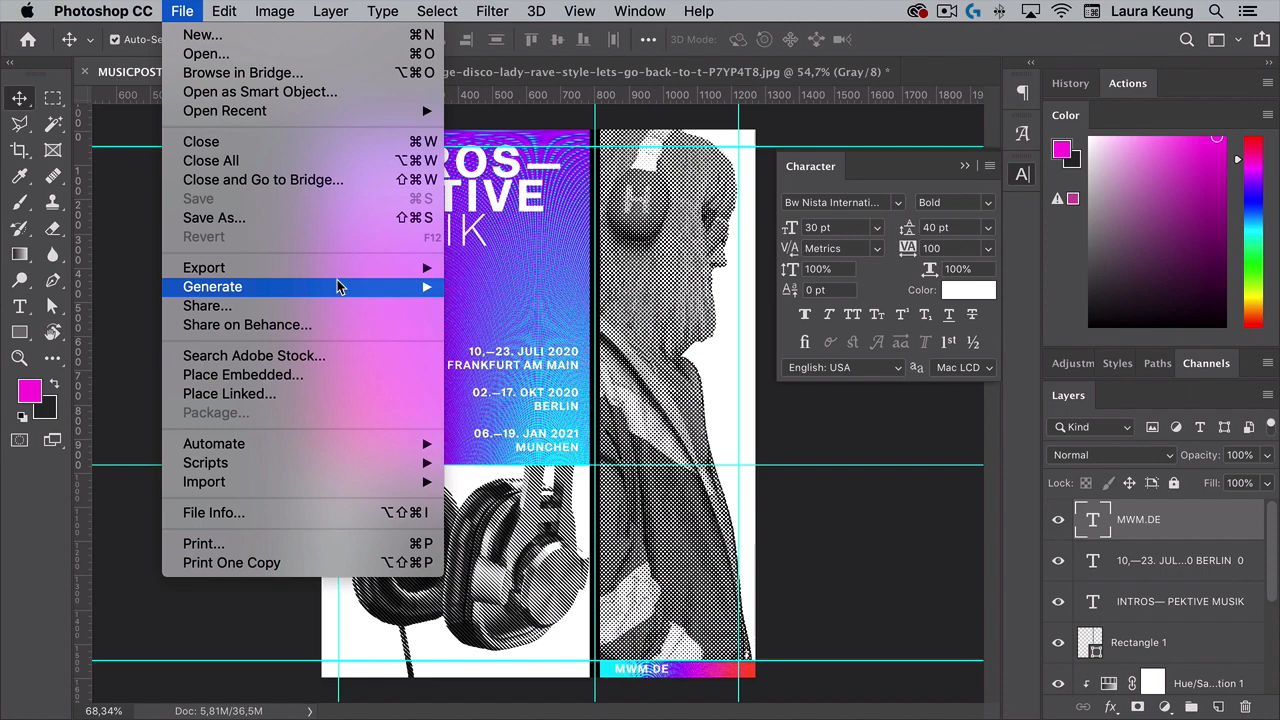 Photoshop CC File Edit Image Layer Type Select Filter 3D View Window Help Laura Keung
Auto-Se 3D Mode:
MUSICPOST ge-disco-lady-rave-style-lets-go-back-to-t-P7YP4T8.jpg @ 54,7% (Gray/8) *
New... ⌘N
Open... ⌘O
Browse in Bridge... ⌥⌘O
Open as Smart Object...
Open Recent
Close ⌘W
Close All ⌥⌘W
Close and Go to Bridge... ⇧⌘W
Save ⌘S
Save As... ⇧⌘S
Revert F12
Export
Generate
Share...
Share on Behance...
Search Adobe Stock...
Place Embedded...
Place Linked...
Package...
Automate
Scripts
Import
File Info... ⌥⇧⌘I
Print... ⌘P
Print One Copy ⌥⇧⌘P
600 500 400 700 800 900 1000 1100 1200 1300 1400 1500 1600 1700 1800 19
ROS—
TIVE
IK
10,—23. JULI 2020
FRANKFURT AM MAIN
02.—17. OKT 2020
BERLIN
06.—19. JAN 2021
MUNCHEN
MWM.DE
Character
Bw Nista Internati... Bold
30 pt 40 pt
Metrics 100
100% 100%
0 pt Color:
English: USA Mac LCD
History Actions
Color
Adjustm Styles Paths Channels
Layers
Kind
Normal Opacity: 100%
Lock: Fill: 100%
MWM.DE
10,—23. JUL...0 BERLIN 0
INTROS— PEKTIVE MUSIK
Rectangle 1
Hue/Sa...tion 1
68,34% Doc: 5,81M/36,5M